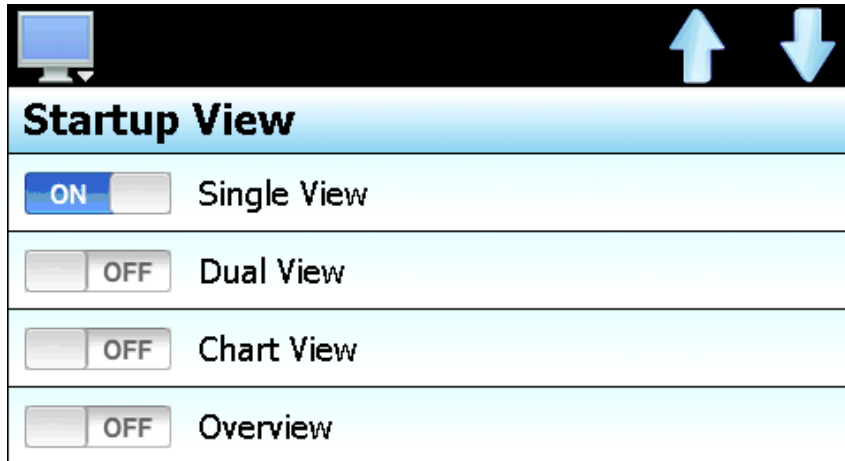 Startup View
ON Single View
OFF Dual View
OFF Chart View
OFF Overview